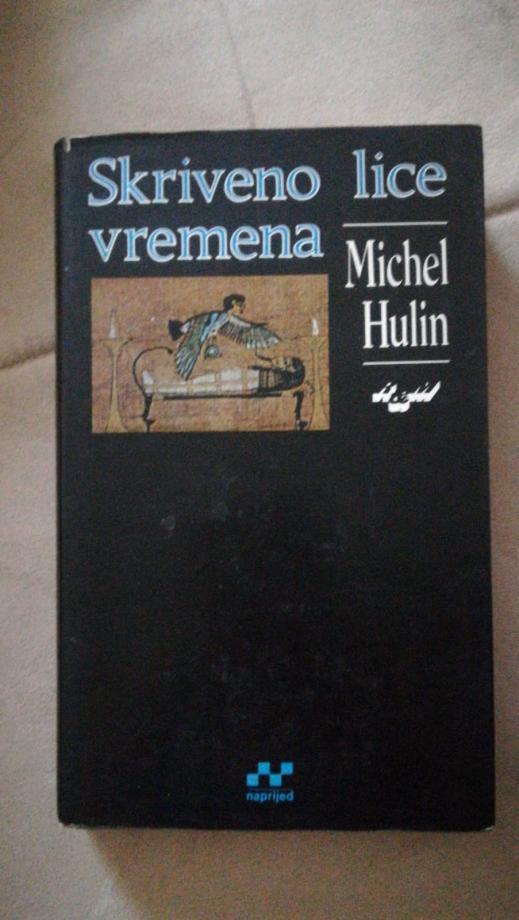 Skriveno lice
vremena
Michel
Hulin
naprijed